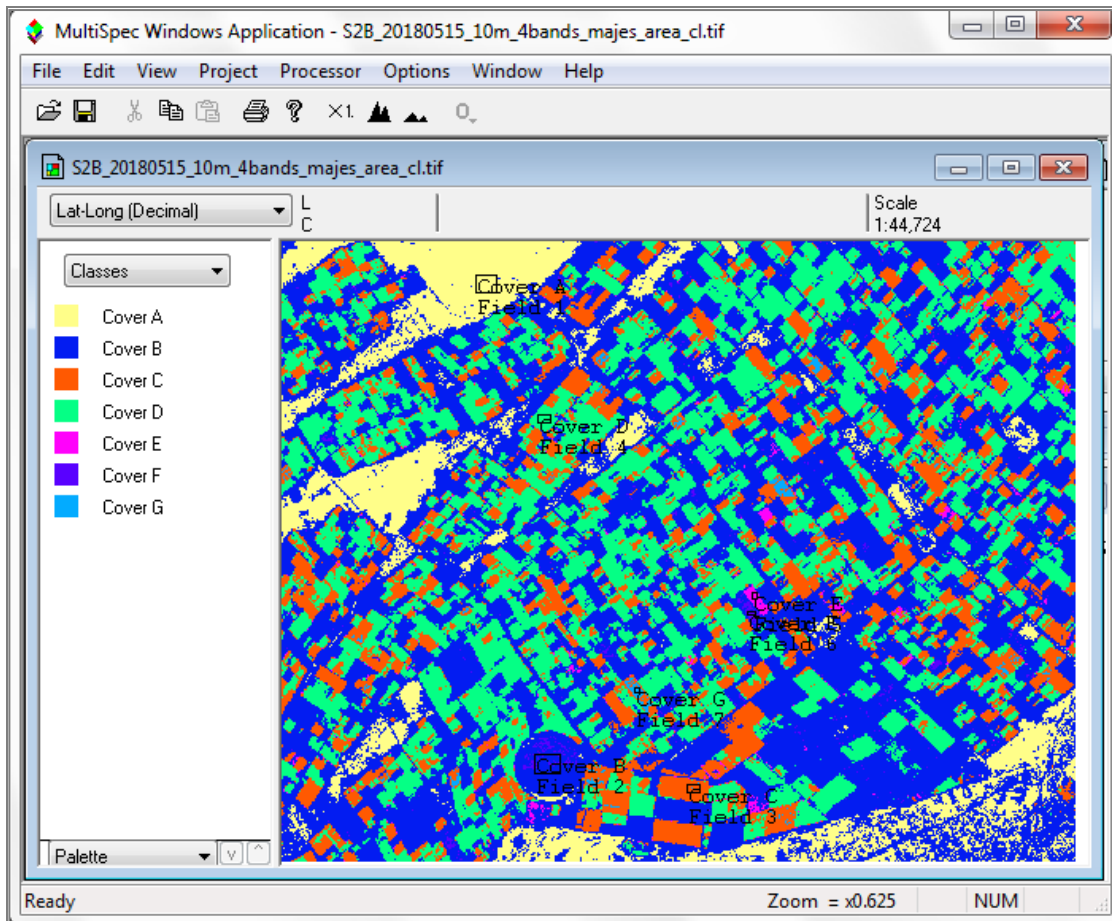 MultiSpec Windows Application - S2B_20180515_10m_4bands_majes_area_cl.tif
File Edit View Project Processor Options Window Help
×1.
S2B_20180515_10m_4bands_majes_area_cl.tif
Lat-Long (Decimal)
L
C
Scale
1:44,724
Classes
Cover A
Cover B
Cover C
Cover D
Cover E
Cover F
Cover G
Cover A
Field 1
Cover D
Field 4
Cover E
Field 6
Cover G
Field 7
Cover B
Field 2
Cover C
Field 3
Palette
Ready
Zoom = x0.625
NUM